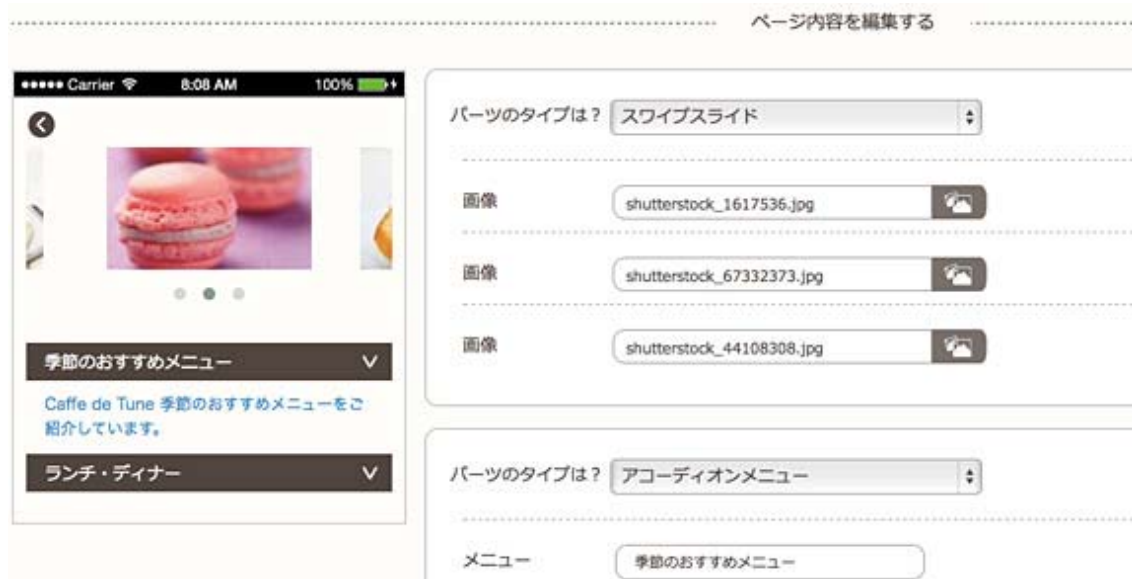 ページ内容を編集する
●●●●● Carrier 8:08 AM 100%
季節のおすすめメニュー
Caffe de Tune 季節のおすすめメニューをご
紹介しています。
ランチ・ディナー
パーツのタイプは？ スワイプスライド
画像 shutterstock_1617536.jpg
画像 shutterstock_67332373.jpg
画像 shutterstock_44108308.jpg
パーツのタイプは？ アコーディオンメニュー
メニュー 季節のおすすめメニュー